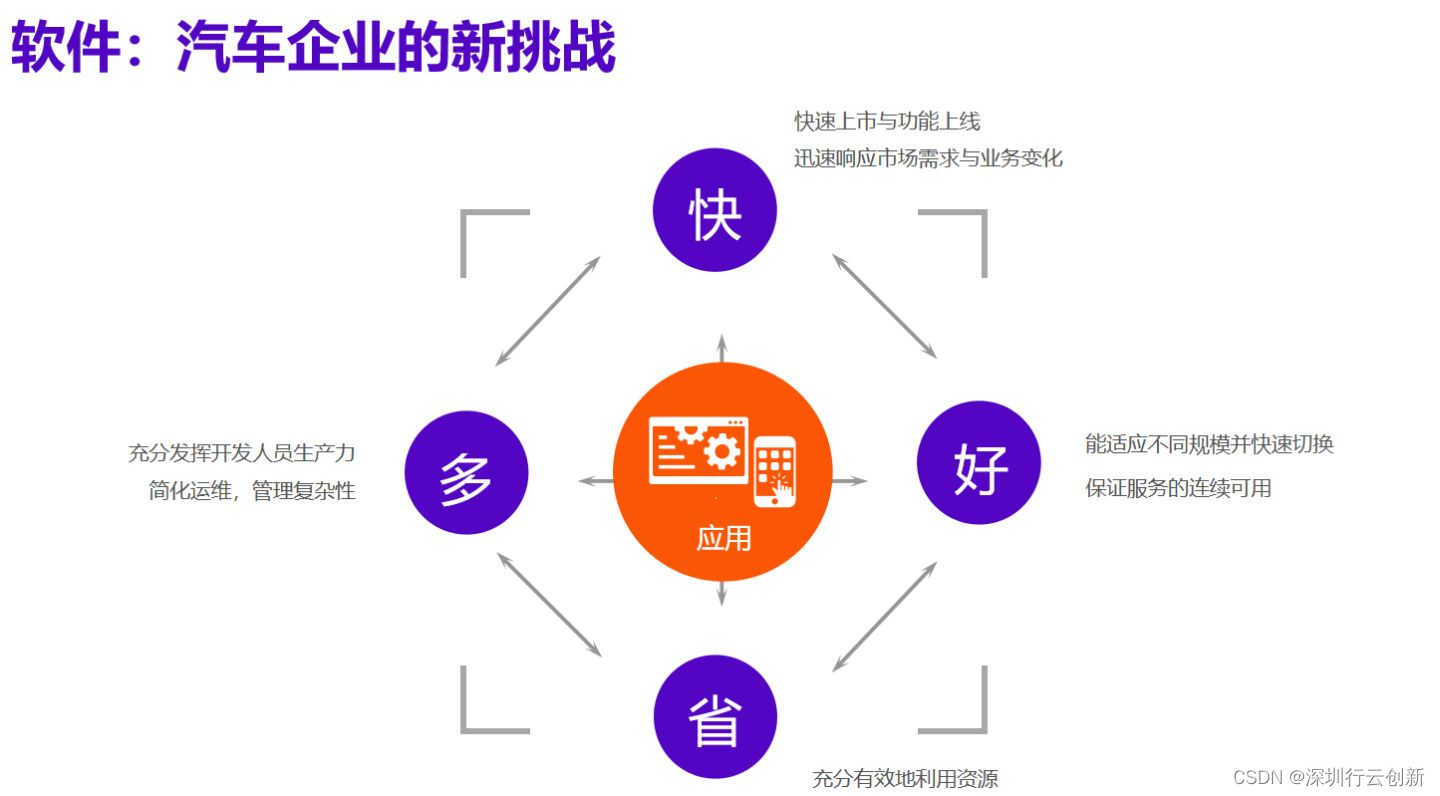 软件：汽车企业的新挑战
快速上市与功能上线
迅速响应市场需求与业务变化
快
充分发挥开发人员生产力
简化运维，管理复杂性
多
应用
好
能适应不同规模并快速切换
保证服务的连续可用
省
充分有效地利用资源
CSDN @深圳行云创新